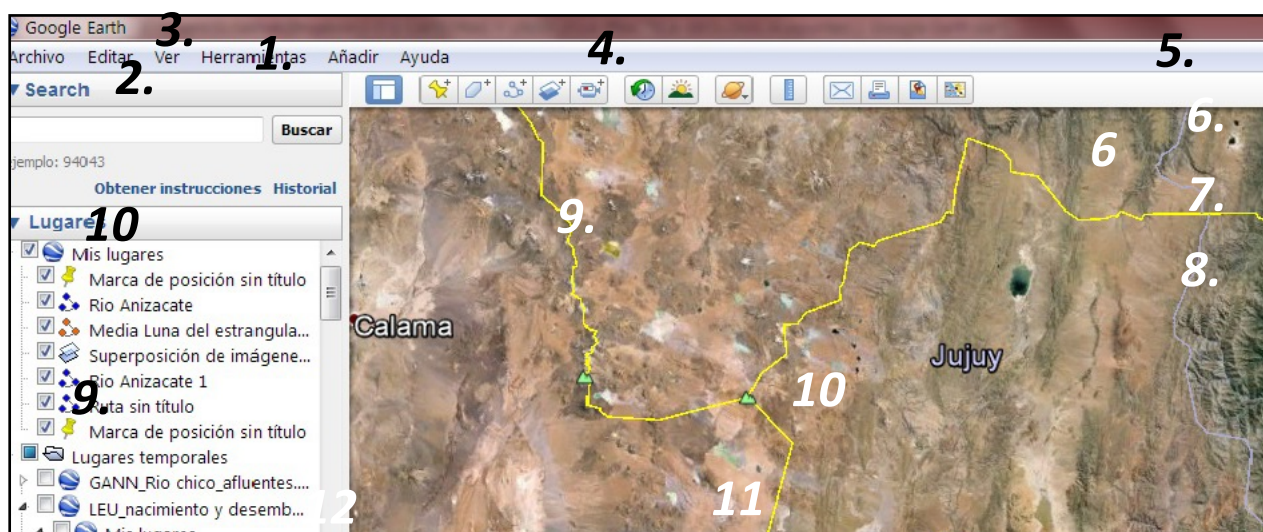 Google Earth
3.
Archivo Editar Ver Herramientas Añadir Ayuda
1.
4.
5.
Search
2.
6.
Buscar
6
ejemplo: 94043
Obtener instrucciones Historial
7.
Lugares
10
9.
Mis lugares
8.
Marca de posición sin título
Rio Anizacate
Media Luna del estrangula...
Calama
Superposición de imágene...
Jujuy
Rio Anizacate 1
10
Ruta sin título
9.
Marca de posición sin título
Lugares temporales
GANN_Rio chico_afluentes....
11
LEU_nacimiento y desemb...
12
Mis lugares